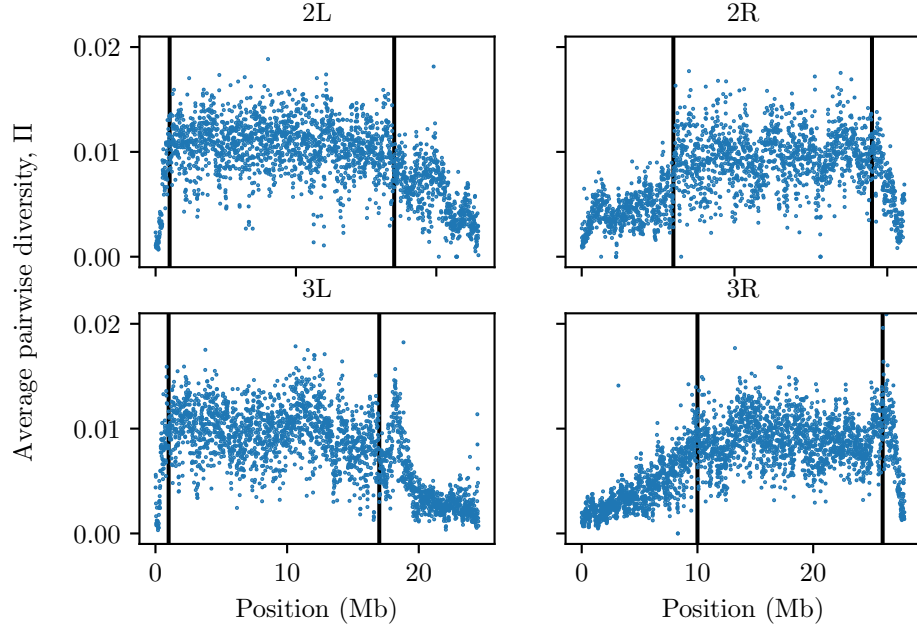 2L
2R
0.02
0.01
0.00
3L
3R
0.02
0.01
0.00
0
10
20
0
10
20
Position (Mb)
Position (Mb)
Average pairwise diversity, Π